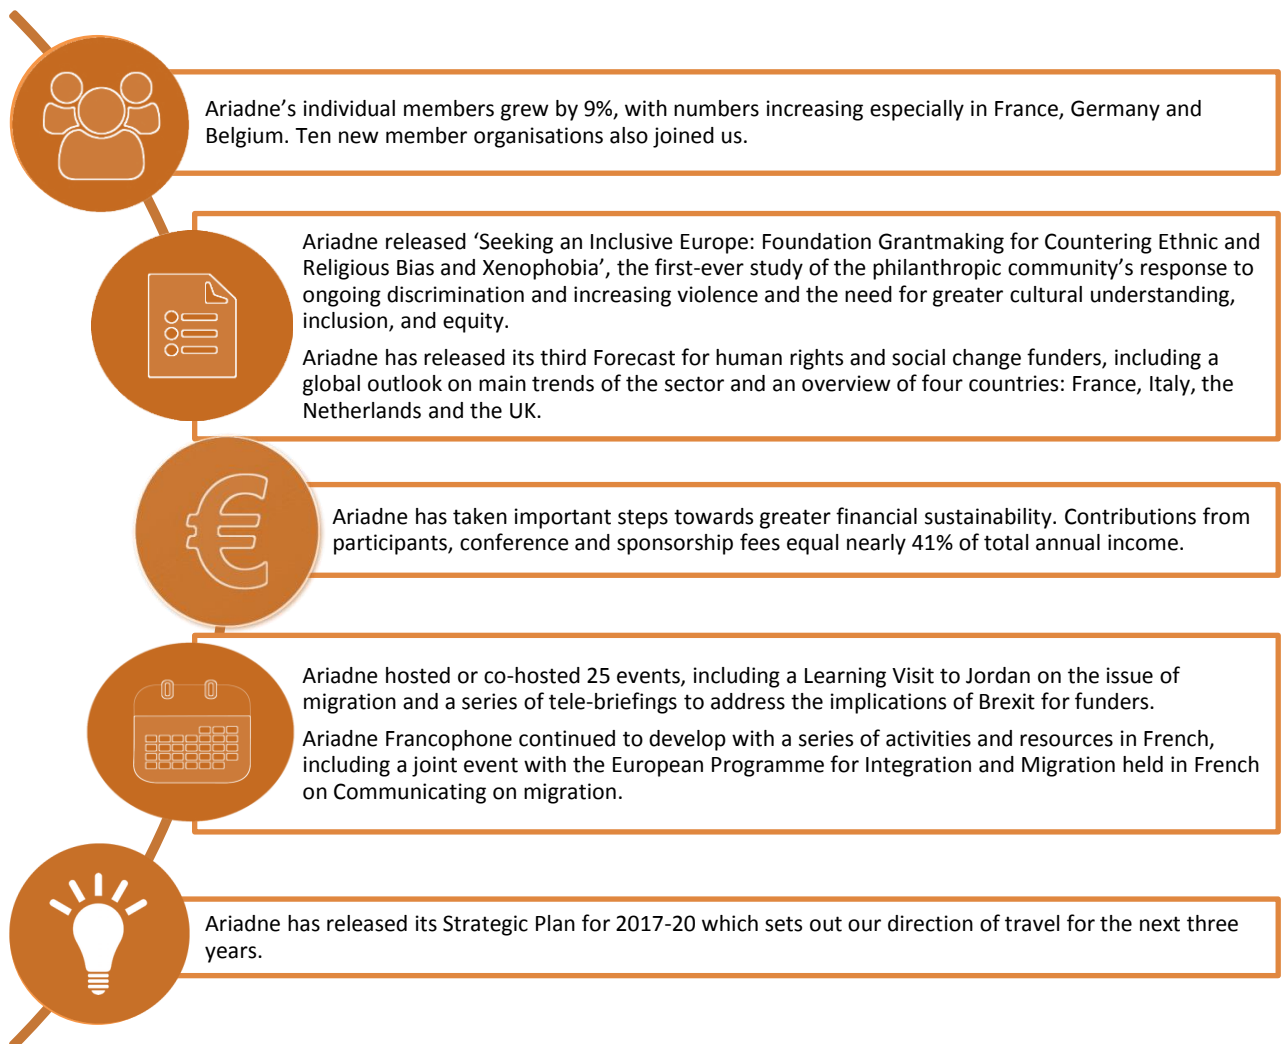 Ariadne’s individual members grew by 9%, with numbers increasing especially in France, Germany and
Belgium. Ten new member organisations also joined us.
Ariadne released ‘Seeking an Inclusive Europe: Foundation Grantmaking for Countering Ethnic and
Religious Bias and Xenophobia’, the first-ever study of the philanthropic community’s response to
ongoing discrimination and increasing violence and the need for greater cultural understanding,
inclusion, and equity.
Ariadne has released its third Forecast for human rights and social change funders, including a
global outlook on main trends of the sector and an overview of four countries: France, Italy, the
Netherlands and the UK.
€
Ariadne has taken important steps towards greater financial sustainability. Contributions from
participants, conference and sponsorship fees equal nearly 41% of total annual income.
Ariadne hosted or co-hosted 25 events, including a Learning Visit to Jordan on the issue of
migration and a series of tele-briefings to address the implications of Brexit for funders.
Ariadne Francophone continued to develop with a series of activities and resources in French,
including a joint event with the European Programme for Integration and Migration held in French
on Communicating on migration.
Ariadne has released its Strategic Plan for 2017-20 which sets out our direction of travel for the next three
years.